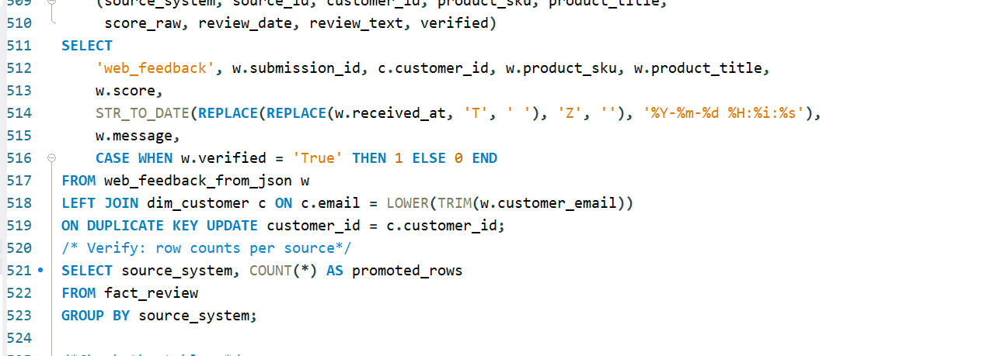 509 (source_system, source_id, customer_id, product_sku, product_title,
510 score_raw, review_date, review_text, verified)
511 SELECT
512 'web_feedback', w.submission_id, c.customer_id, w.product_sku, w.product_title,
513 w.score,
514 STR_TO_DATE(REPLACE(REPLACE(w.received_at, 'T', ' '), 'Z', ''), '%Y-%m-%d %H:%i:%s'),
515 w.message,
516 CASE WHEN w.verified = 'True' THEN 1 ELSE 0 END
517 FROM web_feedback_from_json w
518 LEFT JOIN dim_customer c ON c.email = LOWER(TRIM(w.customer_email))
519 ON DUPLICATE KEY UPDATE customer_id = c.customer_id;
520 /* Verify: row counts per source*/
521 SELECT source_system, COUNT(*) AS promoted_rows
522 FROM fact_review
523 GROUP BY source_system;
524